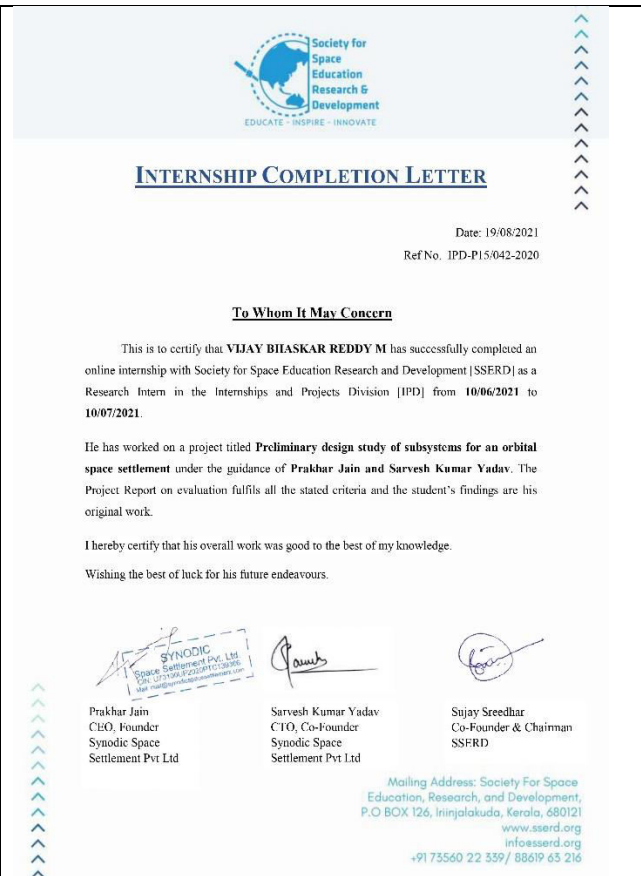 Society for
Space
Education
Research &
Development
EDUCATE - INSPIRE - INNOVATE
INTERNSHIP COMPLETION LETTER
Date: 19/08/2021
Ref No. IPD-P15/042-2020
To Whom It May Concern
This is to certify that VIJAY BHASKAR REDDY M has successfully completed an
online internship with Society for Space Education Research and Development [SSERD] as a
Research Intern in the Internships and Projects Division [IPD] from 10/06/2021 to
10/07/2021.
He has worked on a project titled Preliminary design study of subsystems for an orbital
space settlement under the guidance of Prakhar Jain and Sarvesh Kumar Yadav. The
Project Report on evaluation fulfils all the stated criteria and the student's findings are his
original work.
I hereby certify that his overall work was good to the best of my knowledge.
Wishing the best of luck for his future endeavours.
SYNODIC
Space Settlement Pvt. Ltd.
Prakhar Jain
CEO, Founder
Synodic Space
Settlement Pvt Ltd
Sarvesh Kumar Yadav
CTO, Co-Founder
Synodic Space
Settlement Pvt Ltd
Sujay Sreedhar
Co-Founder & Chairman
SSERD
Mailing Address: Society For Space
Education, Research, and Development,
P.O BOX 126, Irinjalakuda, Kerala, 680121
www.sserd.org
info@sserd.org
+91 73560 22 339/ 88619 63 216